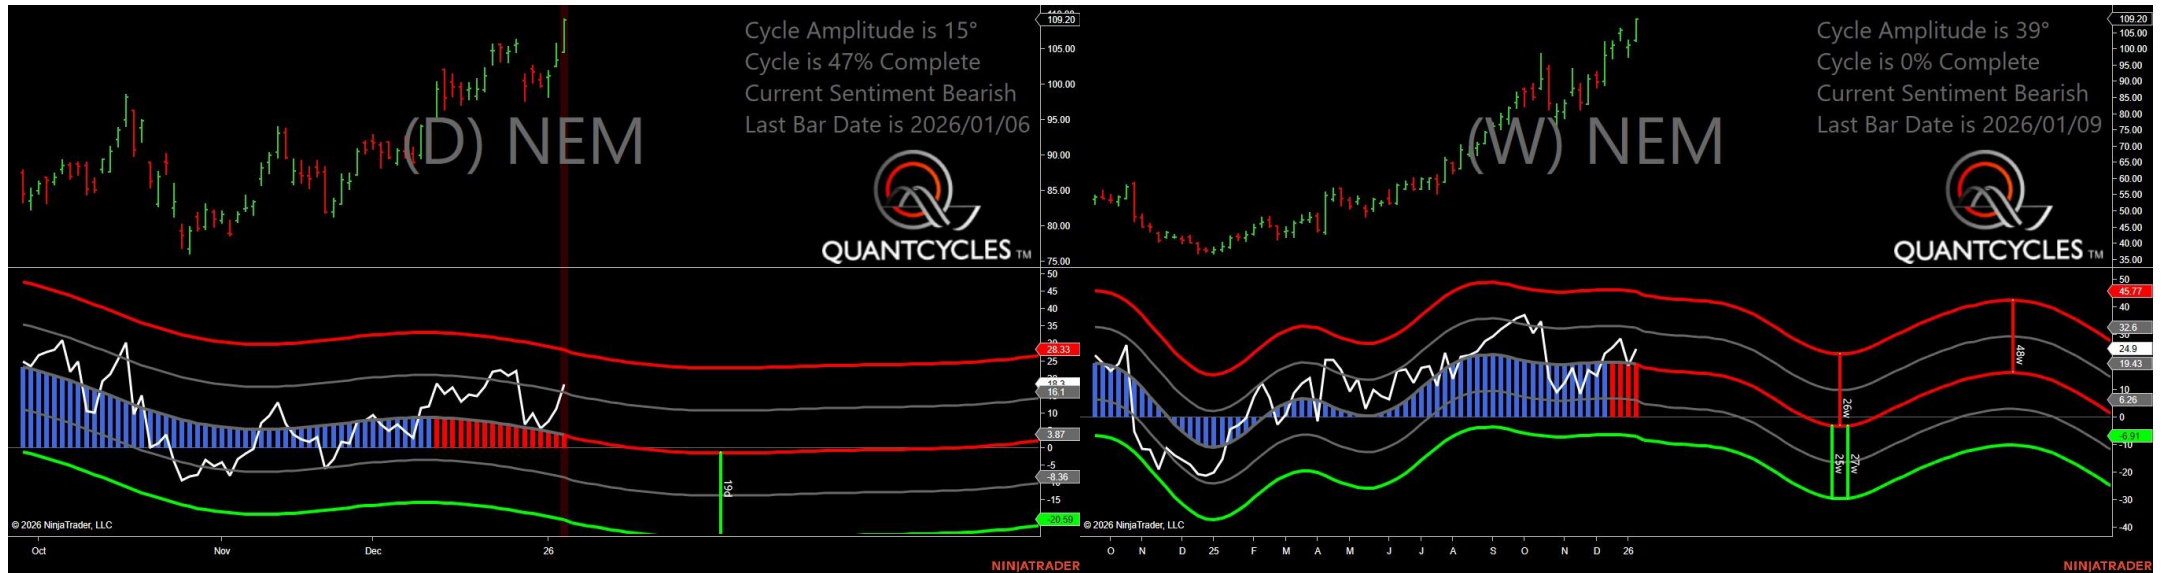 Cycle Amplitude is 15°
Cycle is 47% Complete
Current Sentiment Bearish
Last Bar Date is 2026/01/06
(D) NEM
QUANTCYCLES TM
109.20
105.00
100.00
95.00
90.00
85.00
80.00
75.00
50
45
40
35
30
28.33
25
18.3
16.1
10
3.87
0
-5
-8.36
-15
-20.59
19d
© 2026 NinjaTrader, LLC
Oct
Nov
Dec
26
NINJATRADER
Cycle Amplitude is 39°
Cycle is 0% Complete
Current Sentiment Bearish
Last Bar Date is 2026/01/09
(W) NEM
QUANTCYCLES TM
109.20
105.00
100.00
95.00
90.00
85.00
80.00
75.00
70.00
65.00
60.00
55.00
50.00
45.00
40.00
35.00
50
45.77
40
32.6
30
24.9
19.43
10
6.26
0
-6.91
-10
-20
-30
-40
48w
26w
25w
27w
© 2026 NinjaTrader, LLC
O N D 25 F M A M J J A S O N D 26
NINJATRADER